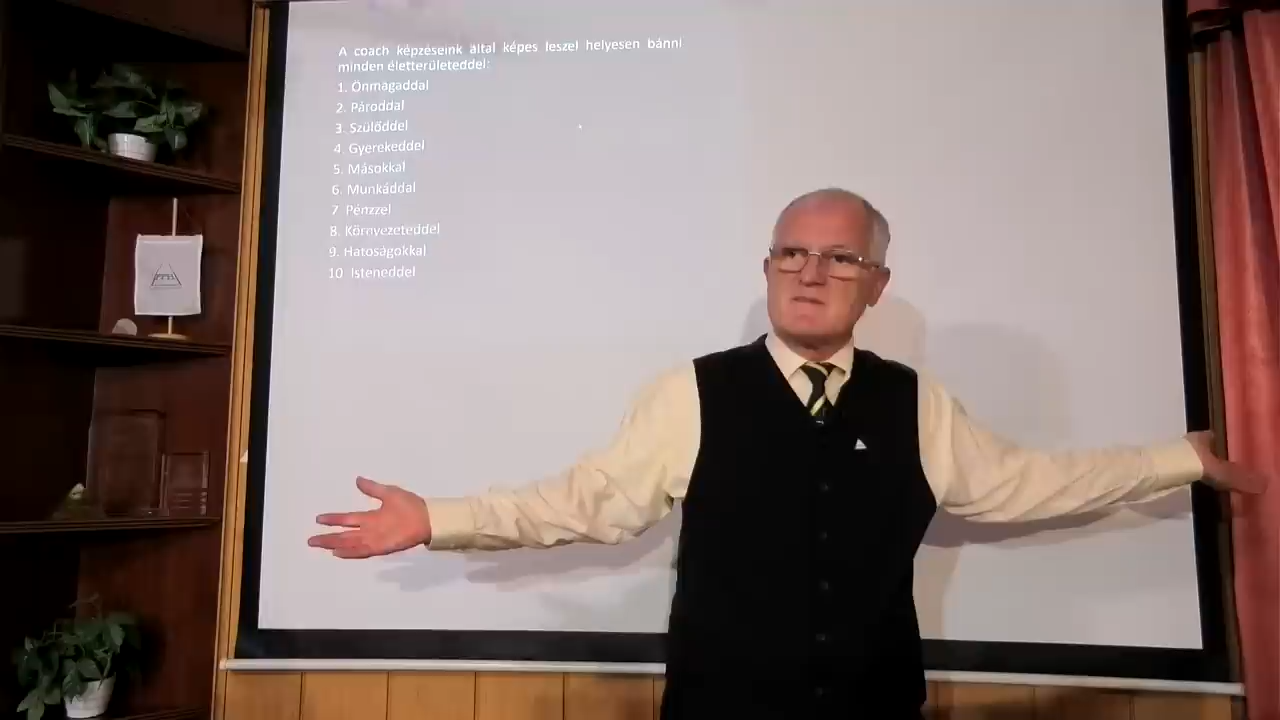 A coach képzéseink által képes leszel helyesen bánni
minden életterületeddel:
1. Önmagaddal
2. Pároddal
3. Szülőddel
4. Gyerekeddel
5. Másokkal
6. Munkáddal
7 Pénzzel
8. Környezeteddel
9. Hatóságokkal
10 Isteneddel